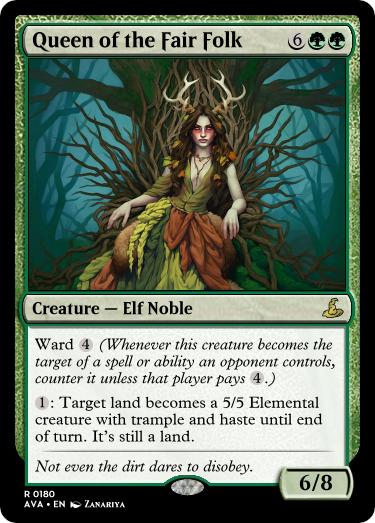 Queen of the Fair Folk 6
Creature — Elf Noble
Ward 4 (Whenever this creature becomes the
target of a spell or ability an opponent controls,
counter it unless that player pays 4.)
1: Target land becomes a 5/5 Elemental
creature with trample and haste until end
of turn. It's still a land.
Not even the dirt dares to disobey.
6/8
R 0180
AVA • EN Zanariya